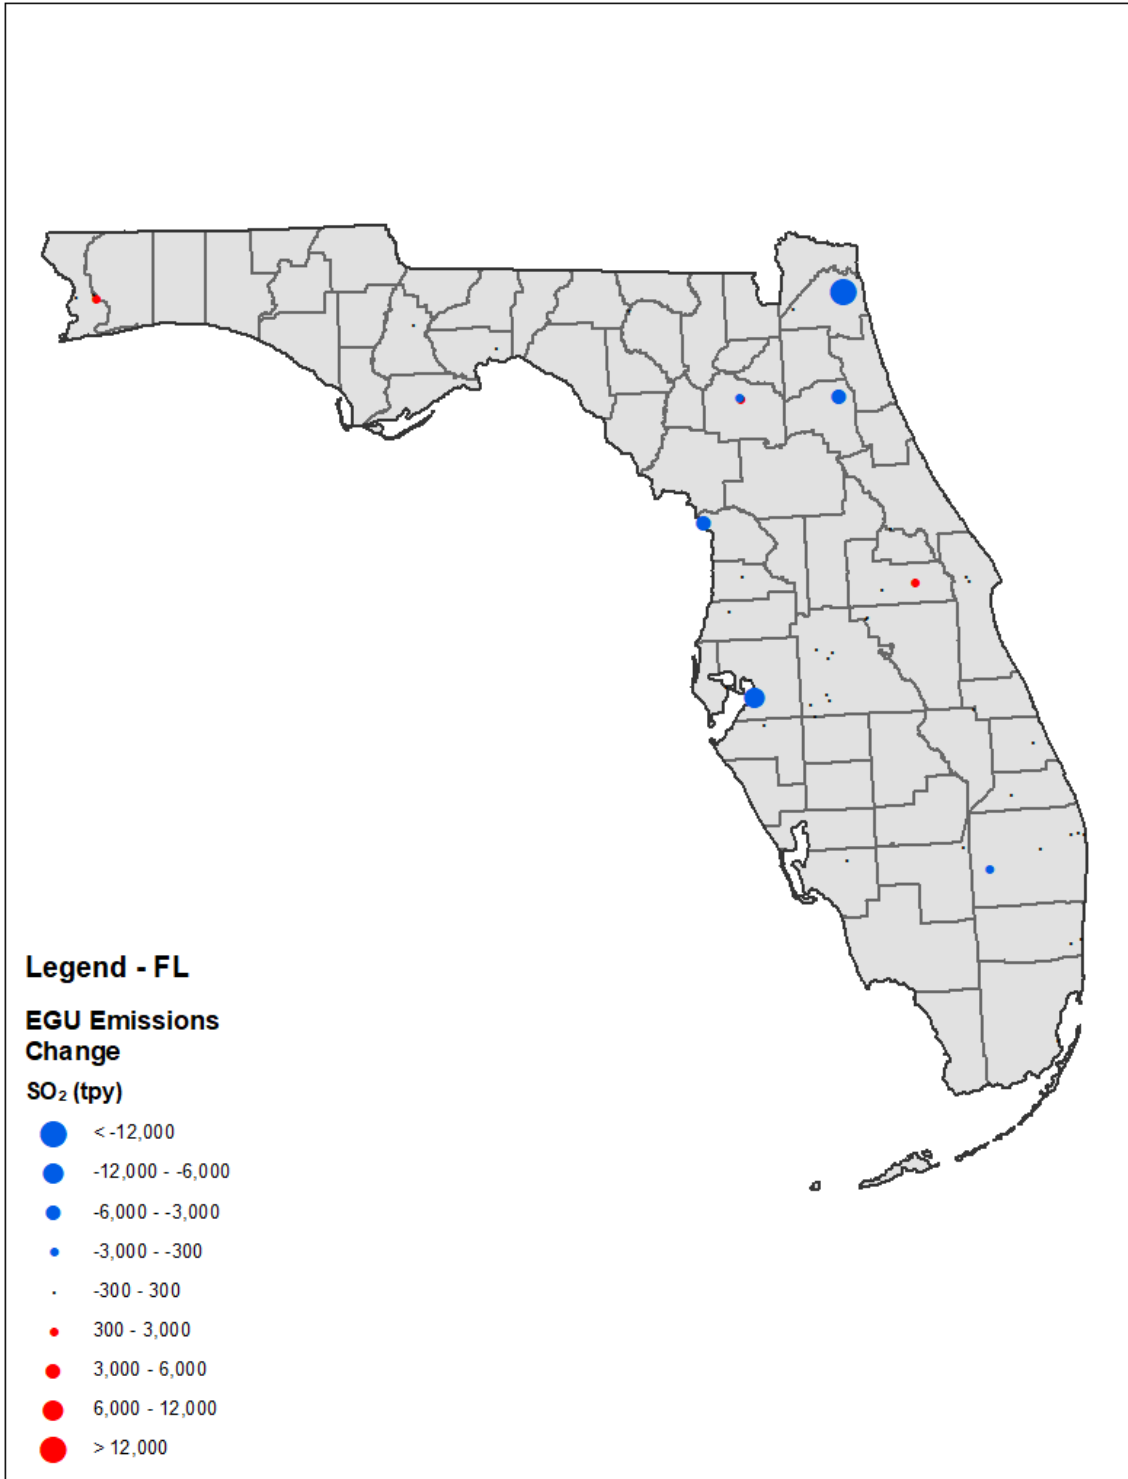 Legend - FL
EGU Emissions
Change
SO₂ (tpy)
< -12,000
-12,000 - -6,000
-6,000 - -3,000
-3,000 - -300
-300 - 300
300 - 3,000
3,000 - 6,000
6,000 - 12,000
> 12,000